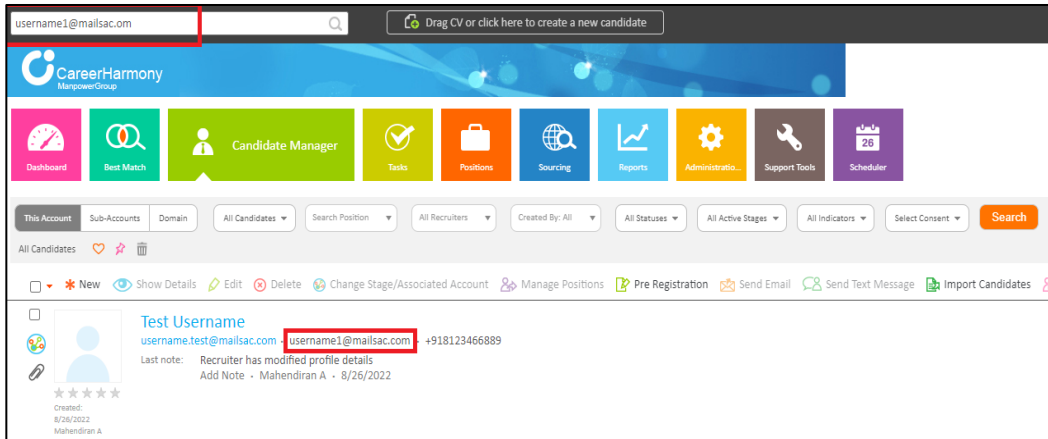 username1@mailsac.om
Drag CV or click here to create a new candidate
CareerHarmony
ManpowerGroup
Dashboard
Best Match
Candidate Manager
Tasks
Positions
Sourcing
Reports
Administratio...
Support Tools
26
Scheduler
This Account Sub-Accounts Domain All Candidates Search Position All Recruiters Created By: All All Statuses All Active Stages All Indicators Select Consent Search
All Candidates
New Show Details Edit Delete Change Stage/Associated Account Manage Positions Pre Registration Send Email Send Text Message Import Candidates
Test Username
username.test@mailsac.com · username1@mailsac.com · +918123466889
Last note: Recruiter has modified profile details
Add Note · Mahendiran A · 8/26/2022
Created:
8/26/2022
Mahendiran A